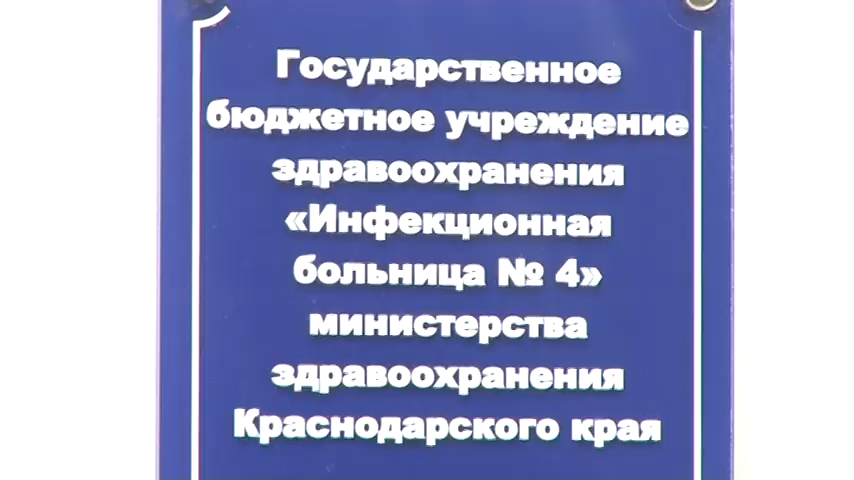 Государственное
бюджетное учреждение
здравоохранения
«Инфекционная
больница № 4»
министерства
здравоохранения
Краснодарского края